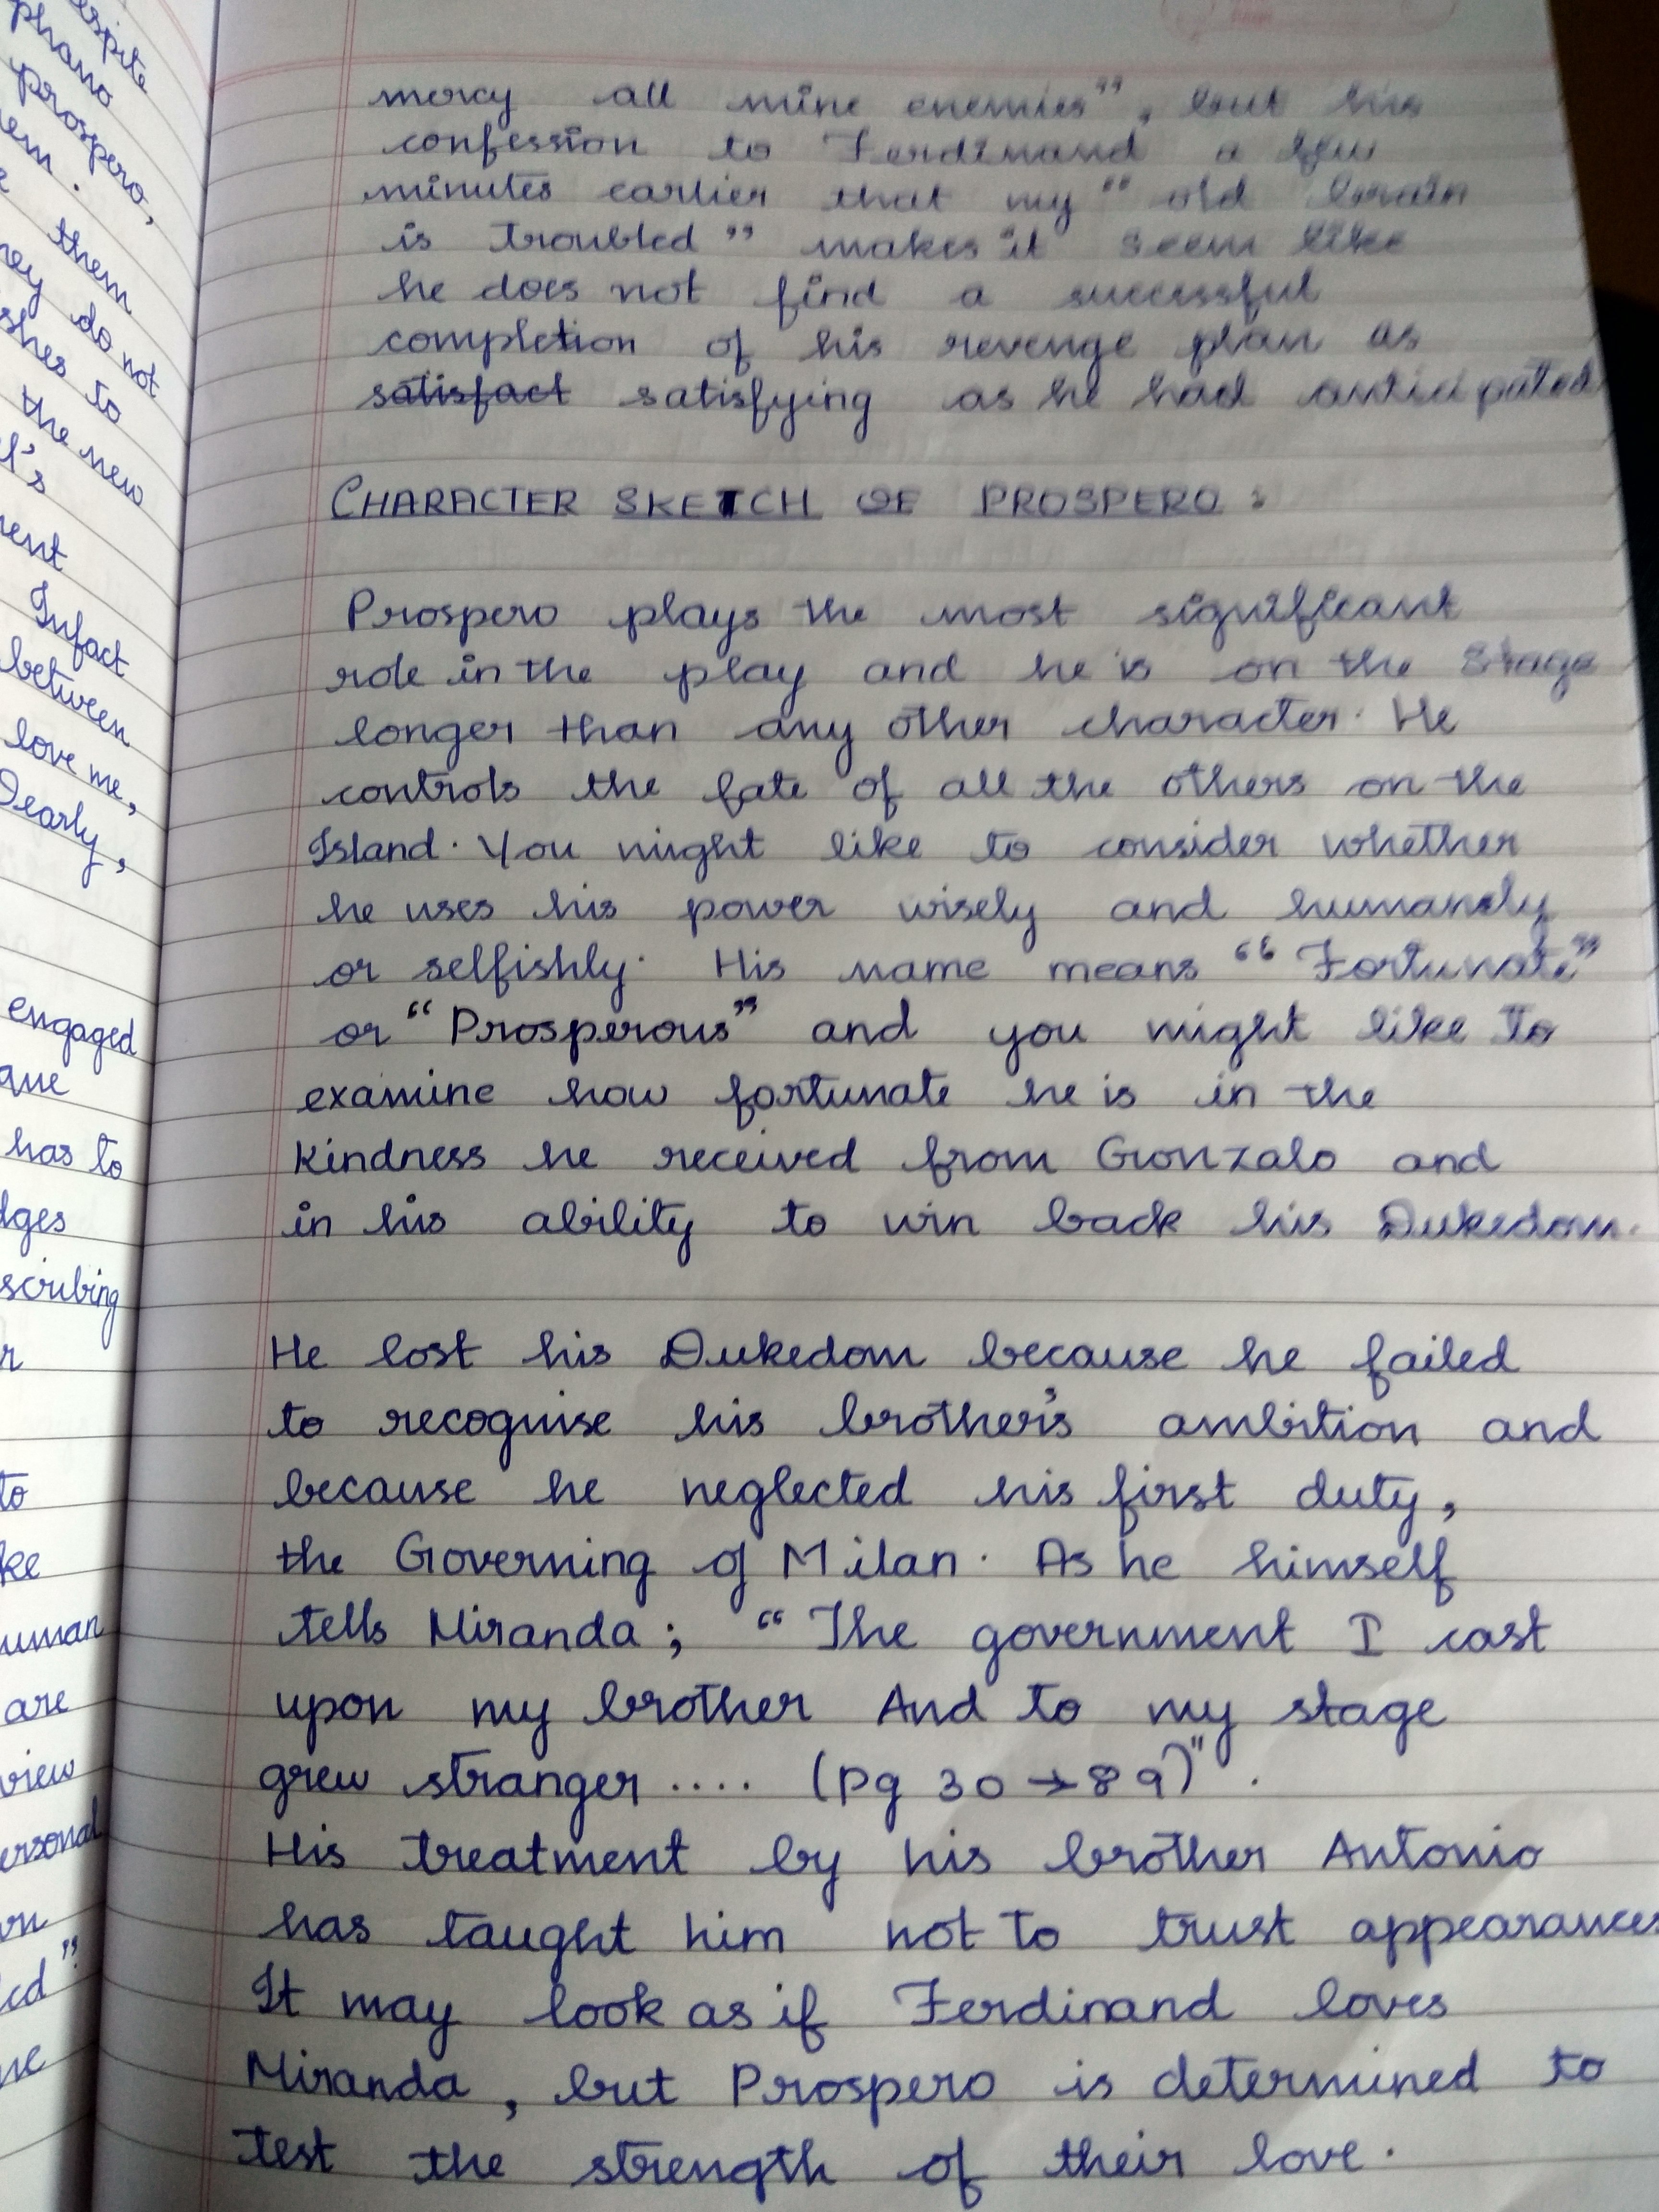 espite
phano
prospero,
em.
e them
hey do not
shes to
the new
l's
ent
Infact
between
love me,
Dearly,
engaged
que
has to
dges
scribing
r
to
ke
uman
are
view
ersonal
on
led"
ne
mercy all mine enemies", but his
confession to Ferdinand a few
minutes earlier that my " old brain
is troubled" makes it seem like
he does not find a successful
completion of his revenge plan as
satisfact satisfying as he had anticipated
CHARACTER SKETCH OF PROSPERO :
Prospero plays the most significant
role in the play and he is on the stage
longer than any other character. He
controls the fate of all the others on the
Island. You might like to consider whether
he uses his power wisely and humanely
or selfishly. His name means "Fortunate"
or "Prosperous" and you might like to
examine how fortunate he is in the
kindness he received from Gonzalo and
in his ability to win back his Dukedom.
He lost his Dukedom because he failed
to recognise his brother's ambition and
because he neglected his first duty,
the Governing of Milan. As he himself
tells Miranda ; "The government I cast
upon my brother And to my stage
grew stranger .... (pg 30 → 89)".
His treatment by his brother Antonio
has taught him not to trust appearances
It may look as if Ferdinand loves
Miranda, but Prospero is determined to
test the strength of their love.